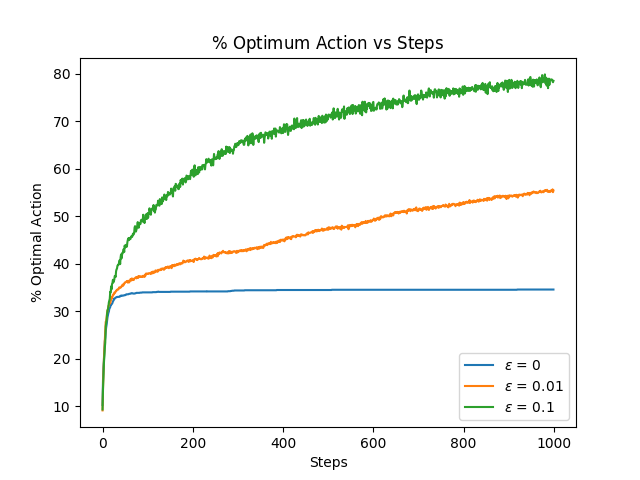 % Optimum Action vs Steps
% Optimal Action
80
70
60
50
40
30
20
10
0
200
400
600
800
1000
Steps
ε = 0
ε = 0.01
ε = 0.1